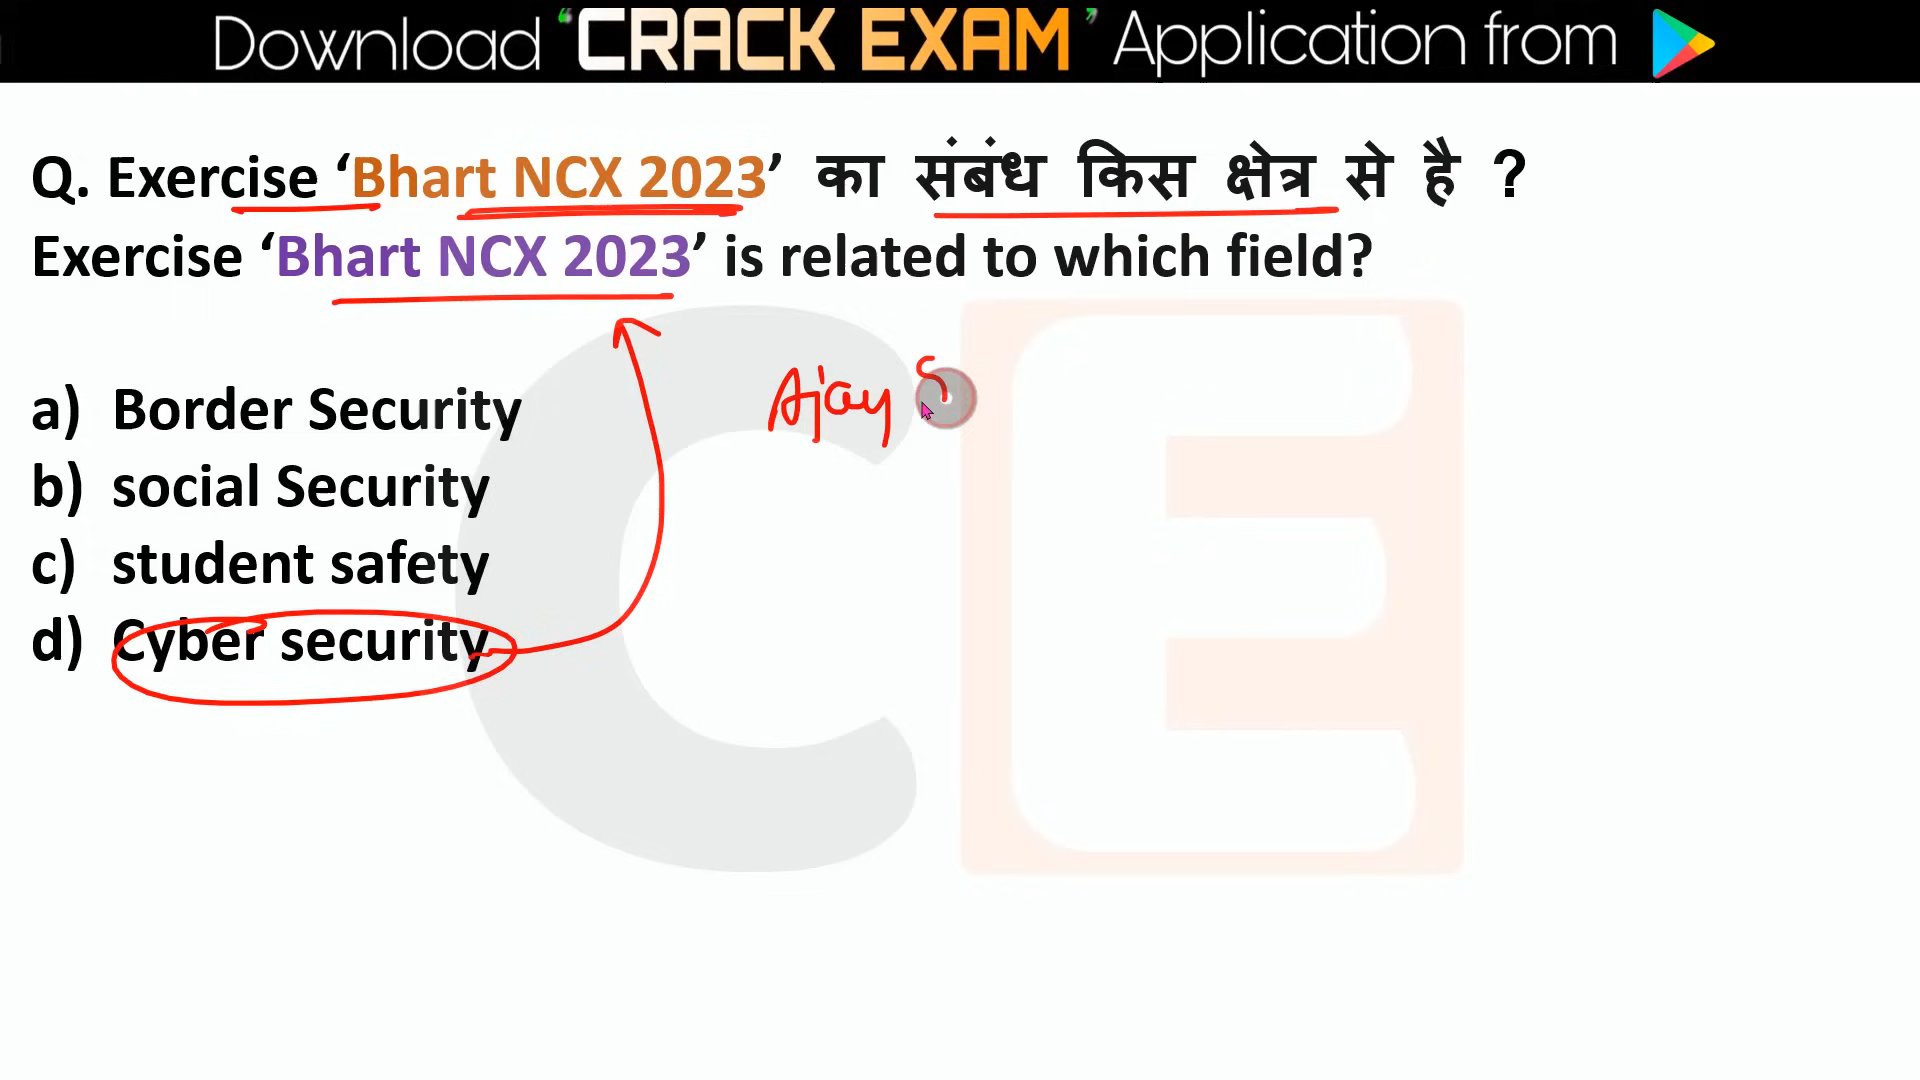 Download ‘CRACK EXAM’ Application from
Q. Exercise ‘Bhart NCX 2023’ का संबंध किस क्षेत्र से है ?
Exercise ‘Bhart NCX 2023’ is related to which field?
a) Border Security
Ajay S
b) social Security
c) student safety
d) Cyber security
CE